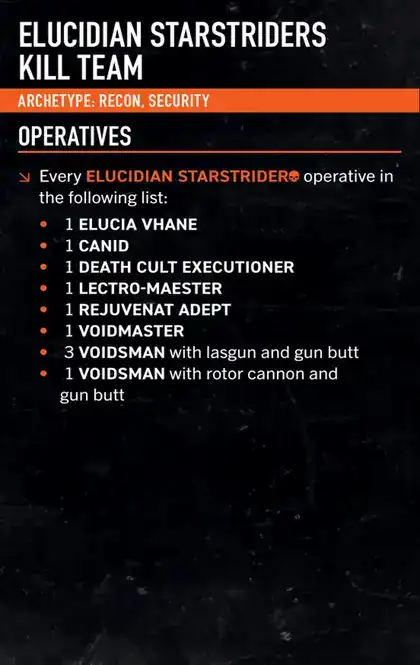 ELUCIDIAN STARSTRIDERS
KILL TEAM
ARCHETYPE: RECON, SECURITY
OPERATIVES
↘ Every ELUCIDIAN STARSTRIDER operative in
the following list:
• 1 ELUCIA VHANE
• 1 CANID
• 1 DEATH CULT EXECUTIONER
• 1 LECTRO-MAESTER
• 1 REJUVENAT ADEPT
• 1 VOIDMASTER
• 3 VOIDSMAN with lasgun and gun butt
• 1 VOIDSMAN with rotor cannon and
gun butt